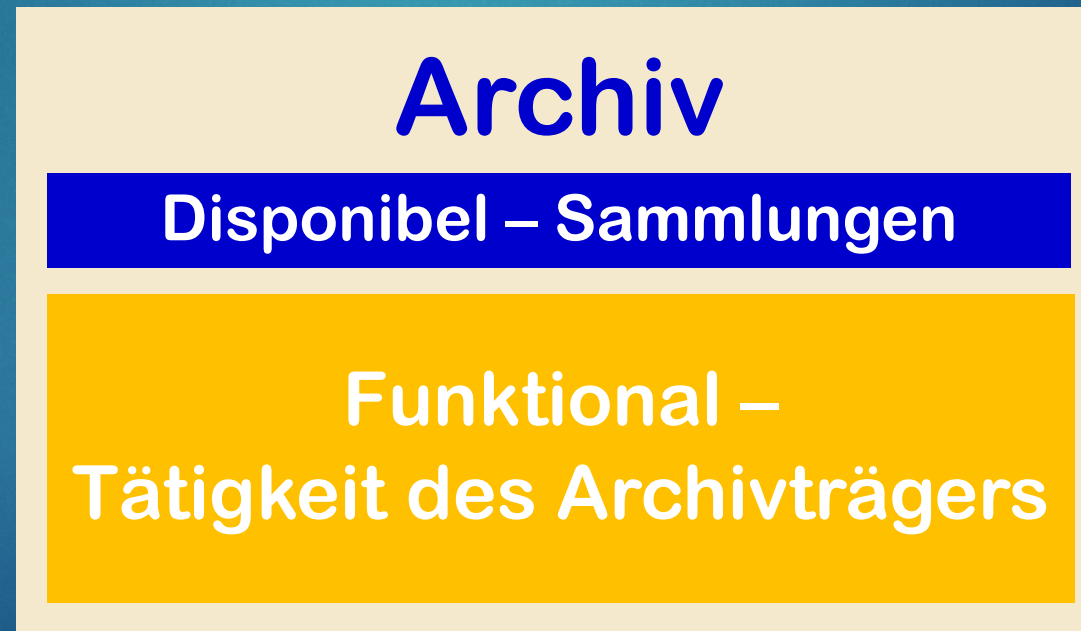 Archiv
Disponibel – Sammlungen
Funktional –
Tätigkeit des Archivträgers